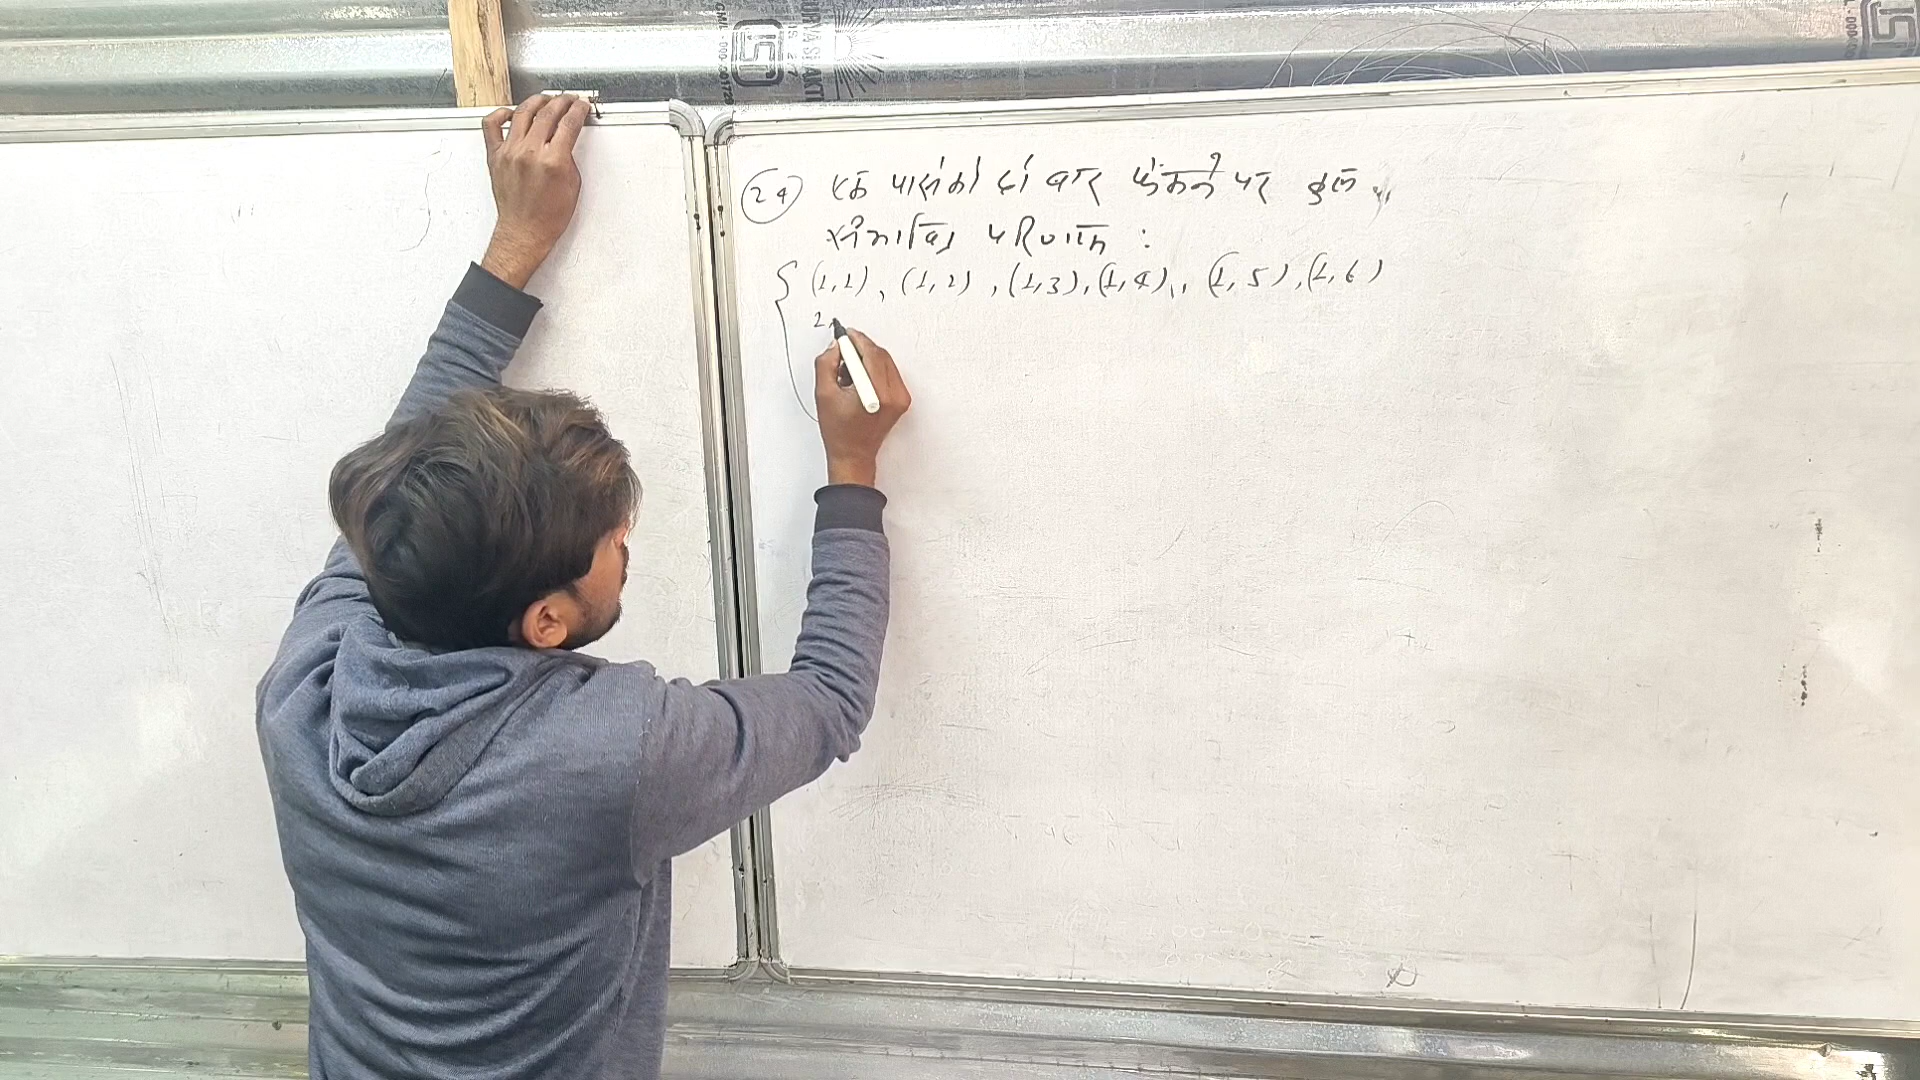 24 एक पासे को दो बार फेंकने पर कुल
संभावित परिणाम :
{ (1,1), (1,2), (1,3), (1,4), (1,5), (1,6)
2,